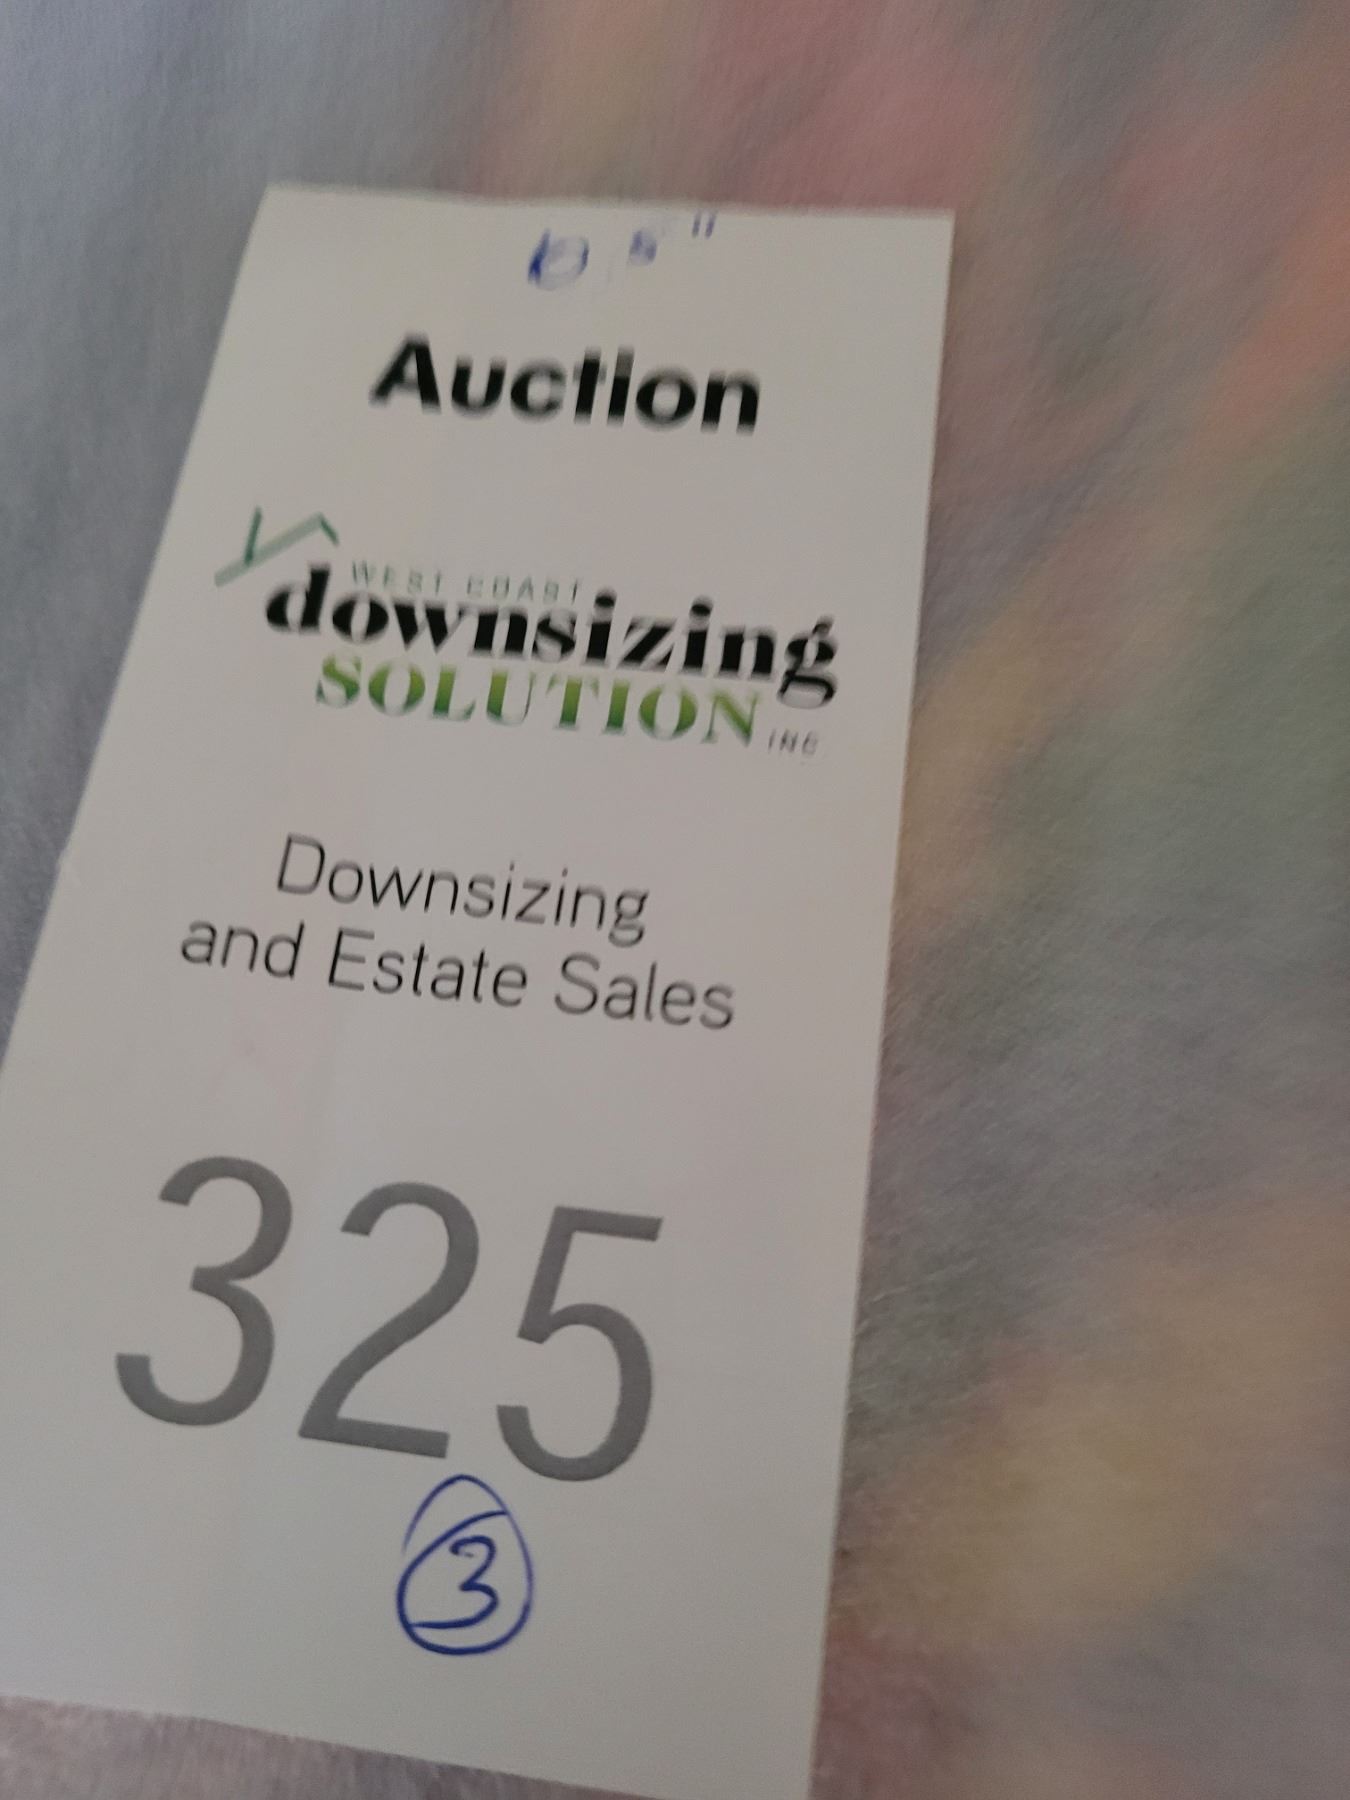 Auction
WEST COAST
downsizing
SOLUTION INC
Downsizing
and Estate Sales
325
3